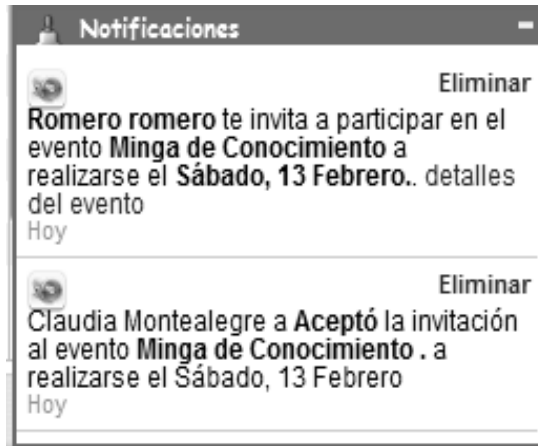 Notificaciones
Eliminar
Romero romero te invita a participar en el
evento Minga de Conocimiento a
realizarse el Sábado, 13 Febrero.. detalles
del evento
Hoy
Eliminar
Claudia Montealegre a Aceptó la invitación
al evento Minga de Conocimiento . a
realizarse el Sábado, 13 Febrero
Hoy